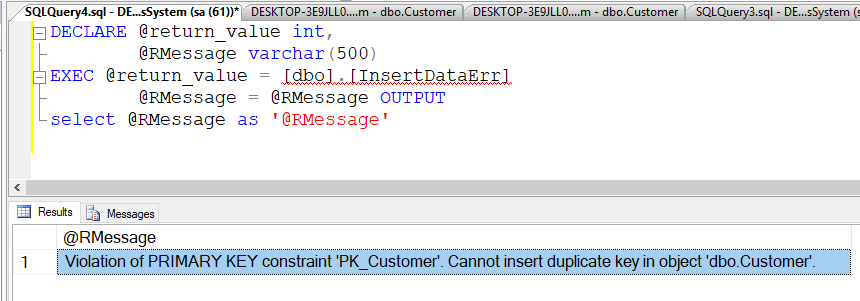 SQLQuery4.sql - DE...sSystem (sa (61))* DESKTOP-3E9JLL0....m - dbo.Customer DESKTOP-3E9JLL0....m - dbo.Customer SQLQuery3.sql - DE...sSystem (s
DECLARE @return_value int,
@RMessage varchar(500)
EXEC @return_value = [dbo].[InsertDataErr]
@RMessage = @RMessage OUTPUT
select @RMessage as '@RMessage'
Results Messages
@RMessage
1 Violation of PRIMARY KEY constraint 'PK_Customer'. Cannot insert duplicate key in object 'dbo.Customer'.